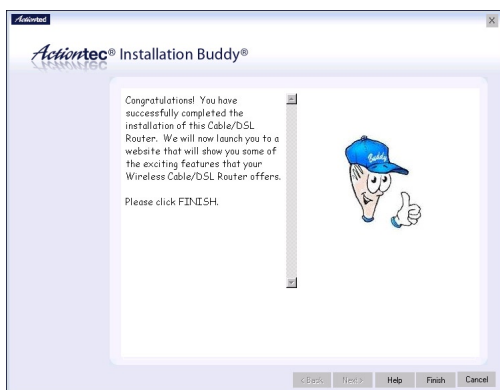 Actiontec
Actiontec® Installation Buddy®
Congratulations! You have
successfully completed the
installation of this Cable/DSL
Router. We will now launch you to a
website that will show you some of
the exciting features that your
Wireless Cable/DSL Router offers.
Please click FINISH.
Buddy
< Back Next > Help Finish Cancel